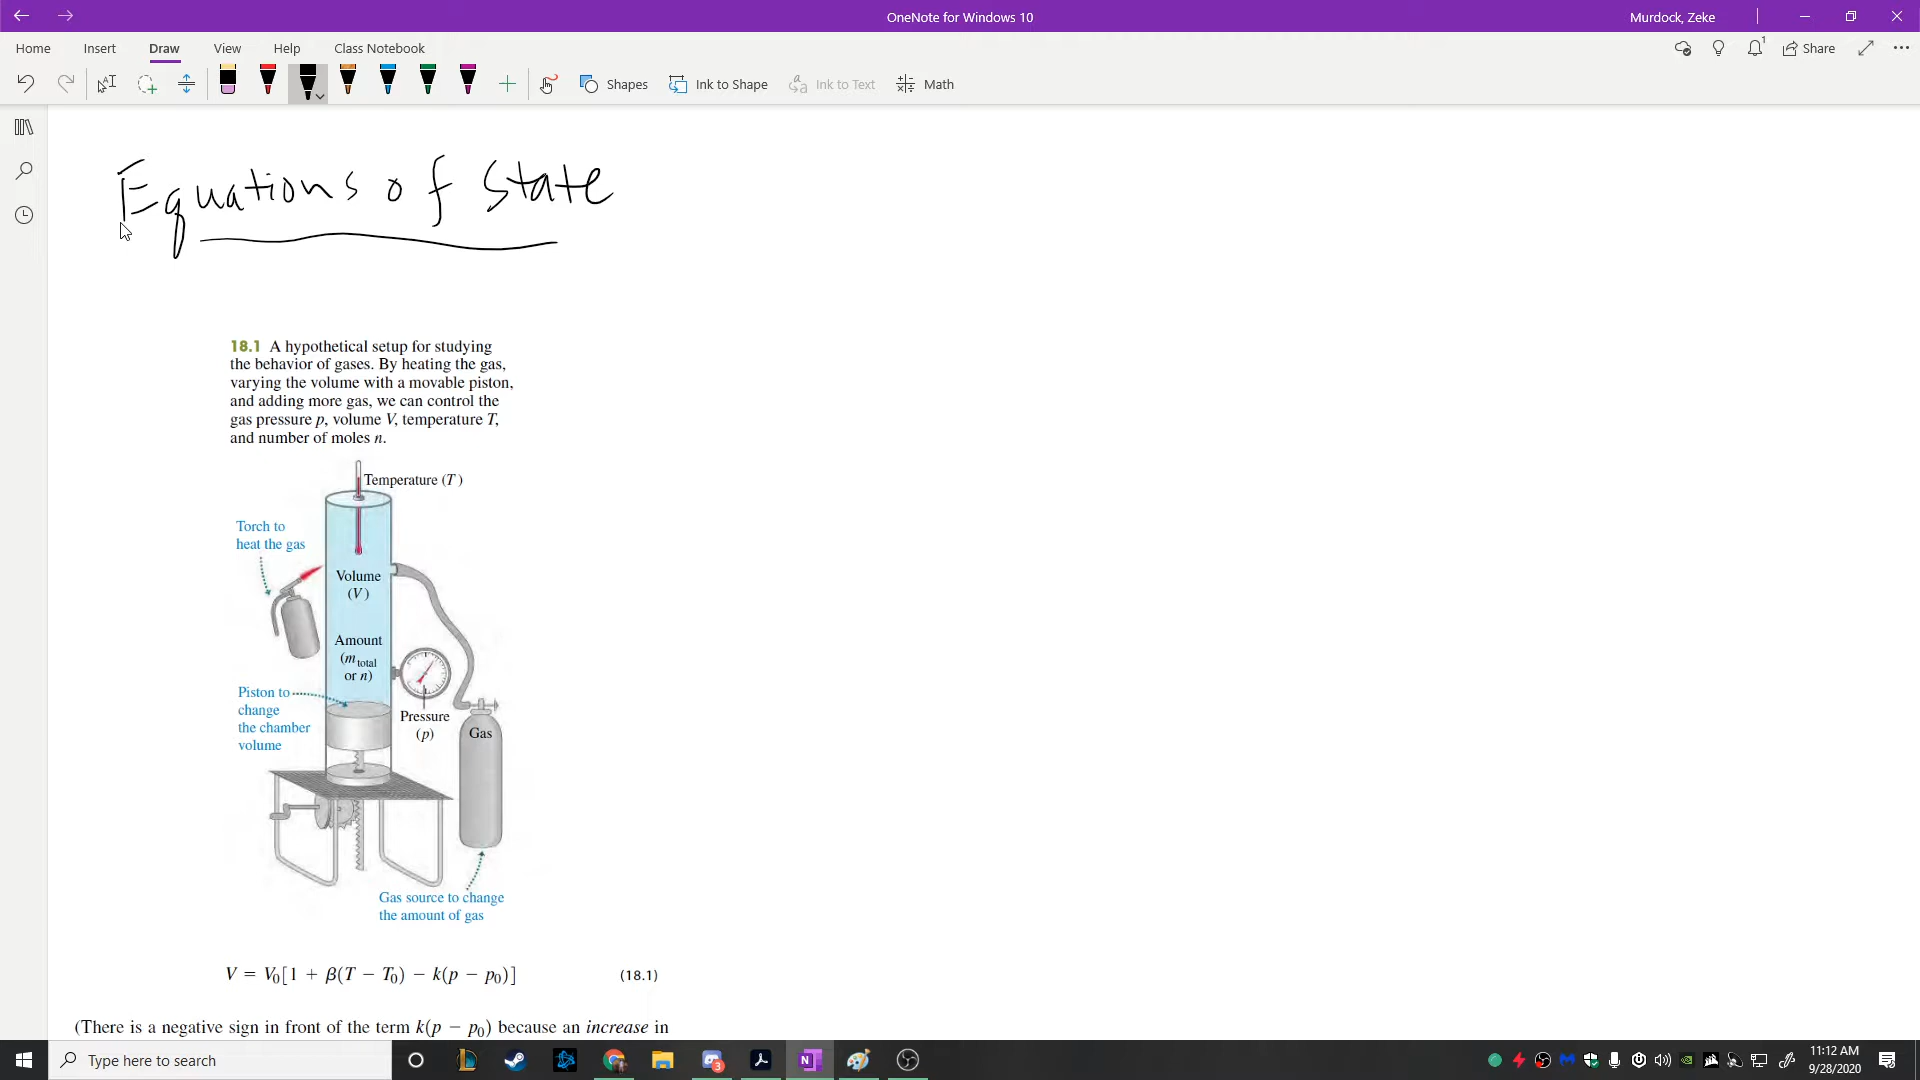 OneNote for Windows 10
Murdock, Zeke
Home Insert Draw View Help Class Notebook
1
Share
Shapes Ink to Shape Ink to Text Math
Equations of State
18.1 A hypothetical setup for studying
the behavior of gases. By heating the gas,
varying the volume with a movable piston,
and adding more gas, we can control the
gas pressure p, volume V, temperature T,
and number of moles n.
Temperature (T)
Torch to
heat the gas
Volume
(V)
Amount
(m total
or n)
Piston to
change
the chamber
volume
Pressure
(p)
Gas
Gas source to change
the amount of gas
V = V₀[1 + β(T − T₀) − k(p − p₀)] (18.1)
(There is a negative sign in front of the term k(p − p₀) because an increase in
Type here to search
3
11:12 AM
9/28/2020